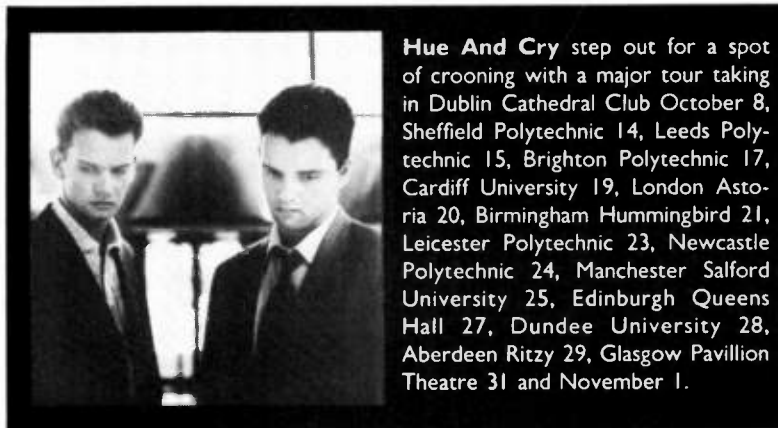 Hue And Cry step out for a spot
of crooning with a major tour taking
in Dublin Cathedral Club October 8,
Sheffield Polytechnic 14, Leeds Poly-
technic 15, Brighton Polytechnic 17,
Cardiff University 19, London Asto-
ria 20, Birmingham Hummingbird 21,
Leicester Polytechnic 23, Newcastle
Polytechnic 24, Manchester Salford
University 25, Edinburgh Queens
Hall 27, Dundee University 28,
Aberdeen Ritzy 29, Glasgow Pavillion
Theatre 31 and November 1.